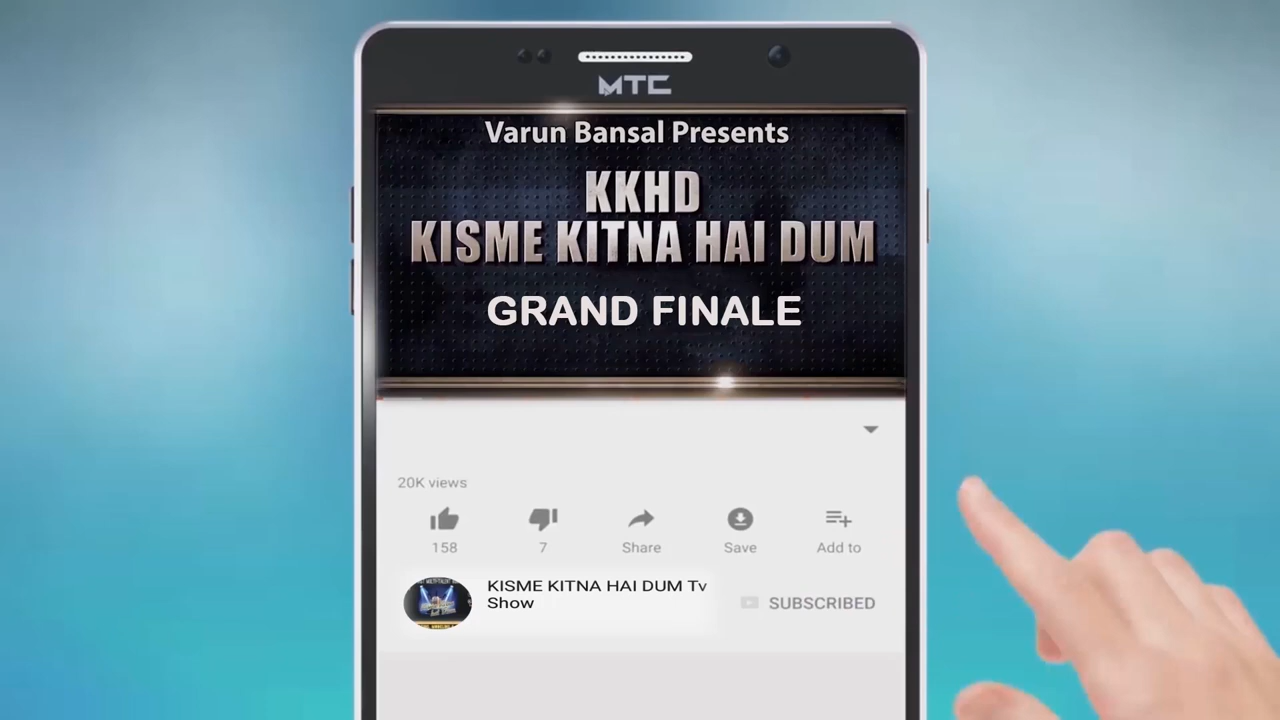 MTC
Varun Bansal Presents
KKHD
KISME KITNA HAI DUM
GRAND FINALE
20K views
158
7
Share
Save
Add to
KISME KITNA HAI DUM Tv
Show
SUBSCRIBED